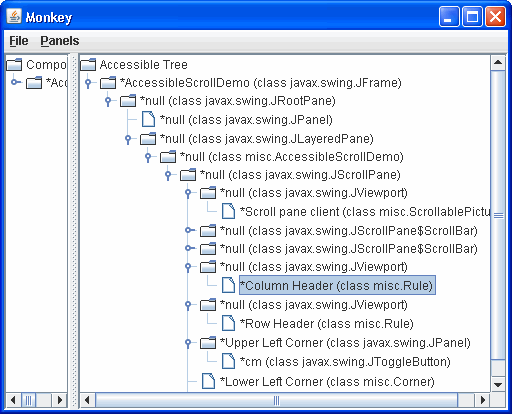 Monkey
File Panels
Compo
*Acc
Accessible Tree
*AccessibleScrollDemo (class javax.swing.JFrame)
*null (class javax.swing.JRootPane)
*null (class javax.swing.JPanel)
*null (class javax.swing.JLayeredPane)
*null (class misc.AccessibleScrollDemo)
*null (class javax.swing.JScrollPane)
*null (class javax.swing.JViewport)
*Scroll pane client (class misc.ScrollablePictu
*null (class javax.swing.JScrollPane$ScrollBar)
*null (class javax.swing.JScrollPane$ScrollBar)
*null (class javax.swing.JViewport)
*Column Header (class misc.Rule)
*null (class javax.swing.JViewport)
*Row Header (class misc.Rule)
*Upper Left Corner (class javax.swing.JPanel)
*cm (class javax.swing.JToggleButton)
*Lower Left Corner (class misc.Corner)